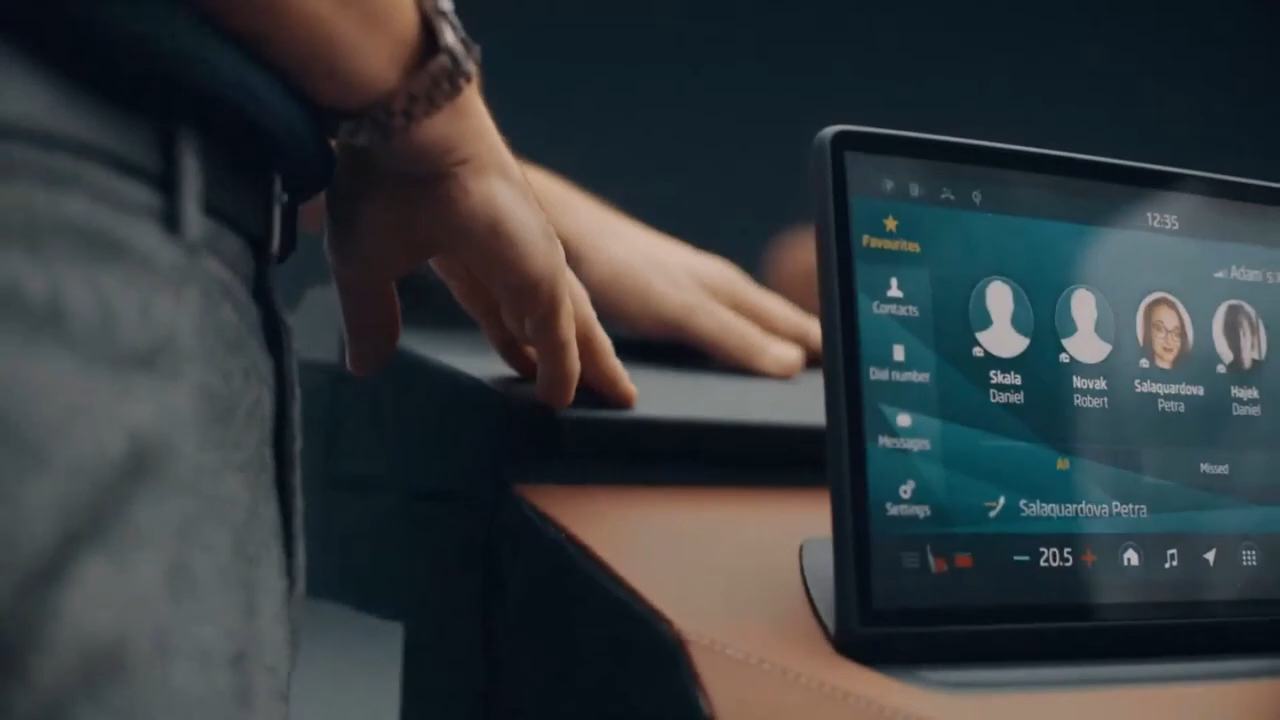 12:35
Favourites
Adam's
Contacts
Skala
Daniel
Novak
Robert
Salaquardova
Petra
Hajek
Daniel
Dial number
Messages
All
Missed
Settings
Salaquardova Petra
20.5